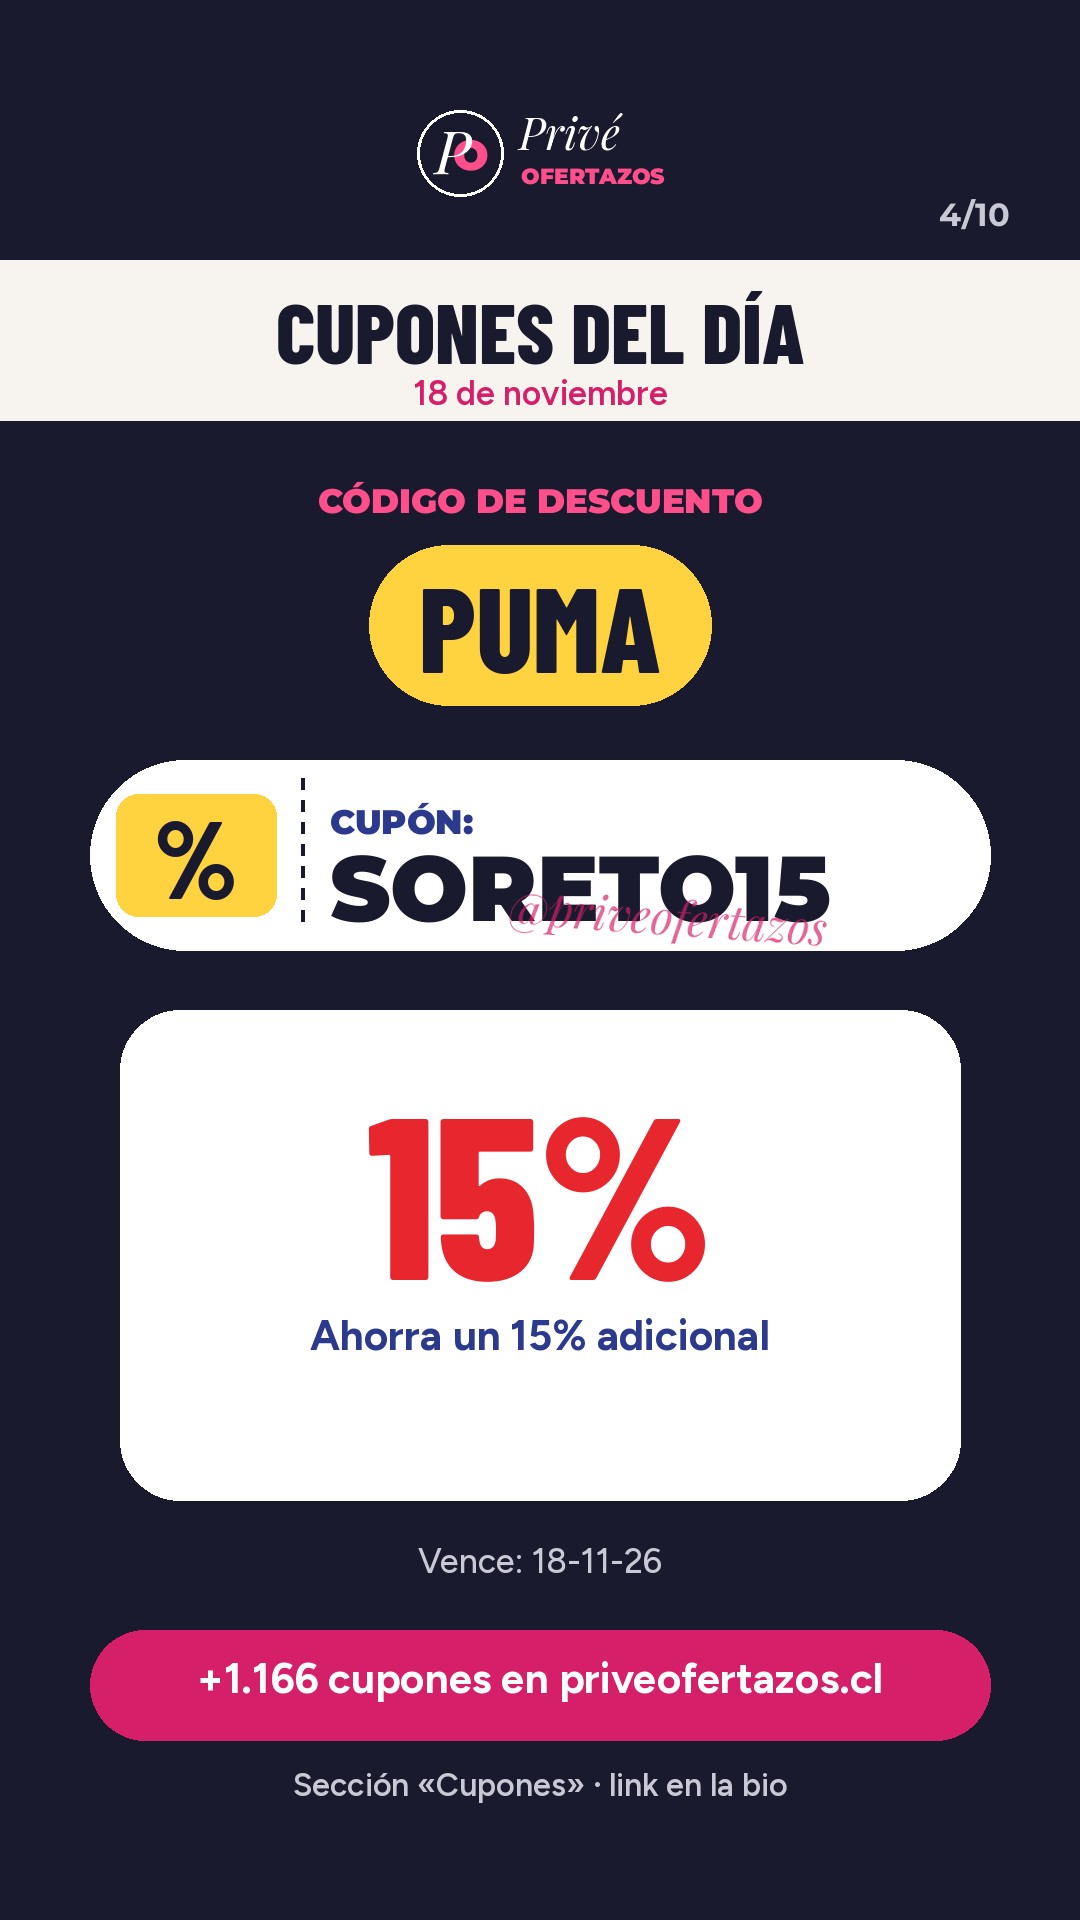 PO
Privé
OFERTAZOS
4/10
CUPONES DEL DÍA
18 de noviembre
CÓDIGO DE DESCUENTO
PUMA
%
CUPÓN:
SORETO15
@priveofertazos
15%
Ahorra un 15% adicional
Vence: 18-11-26
+1.166 cupones en priveofertazos.cl
Sección «Cupones» · link en la bio